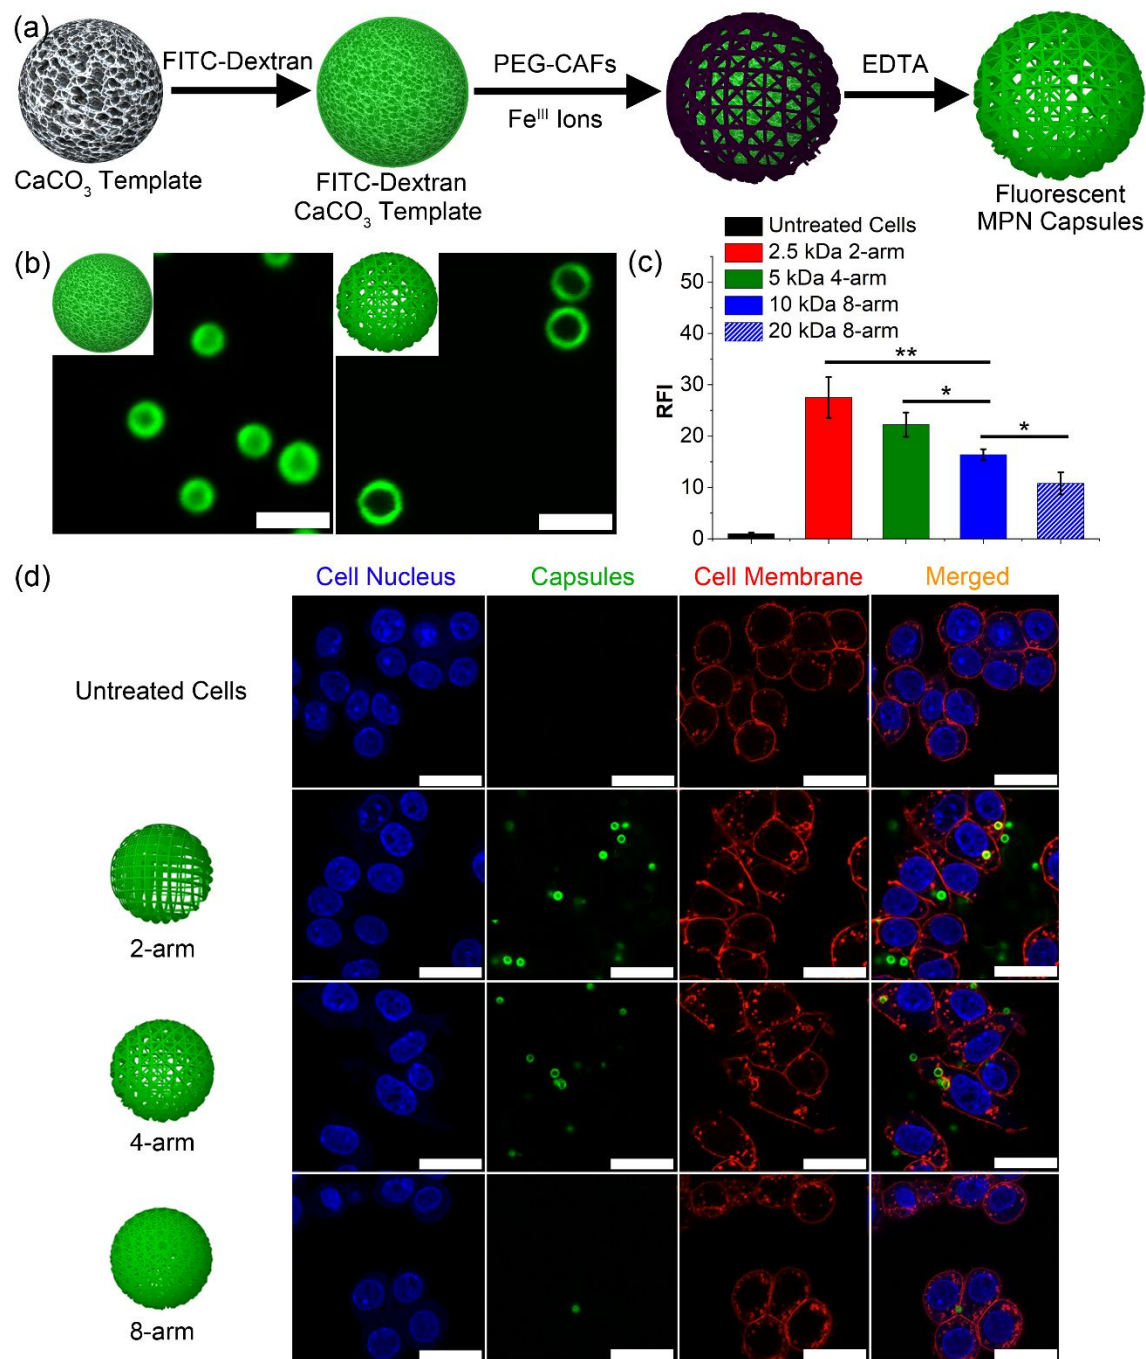 (a)
FITC-Dextran
PEG-CAFs
Fe^III Ions
EDTA
CaCO₃ Template
FITC-Dextran
CaCO₃ Template
Fluorescent
MPN Capsules
(b)
(c)
Untreated Cells
2.5 kDa 2-arm
5 kDa 4-arm
10 kDa 8-arm
20 kDa 8-arm
50
40
30
20
10
0
RFI
**
*
*
(d)
Cell Nucleus
Capsules
Cell Membrane
Merged
Untreated Cells
2-arm
4-arm
8-arm